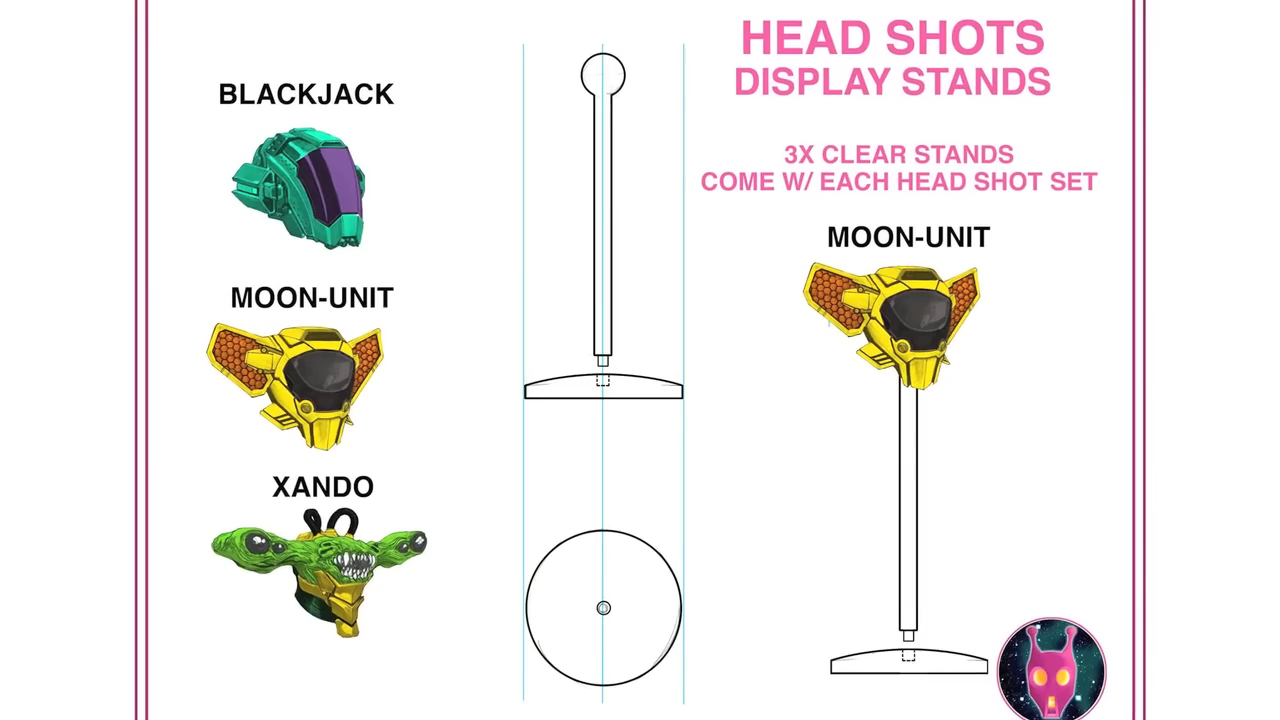 BLACKJACK
MOON-UNIT
XANDO
HEAD SHOTS
DISPLAY STANDS
3X CLEAR STANDS
COME W/ EACH HEAD SHOT SET
MOON-UNIT